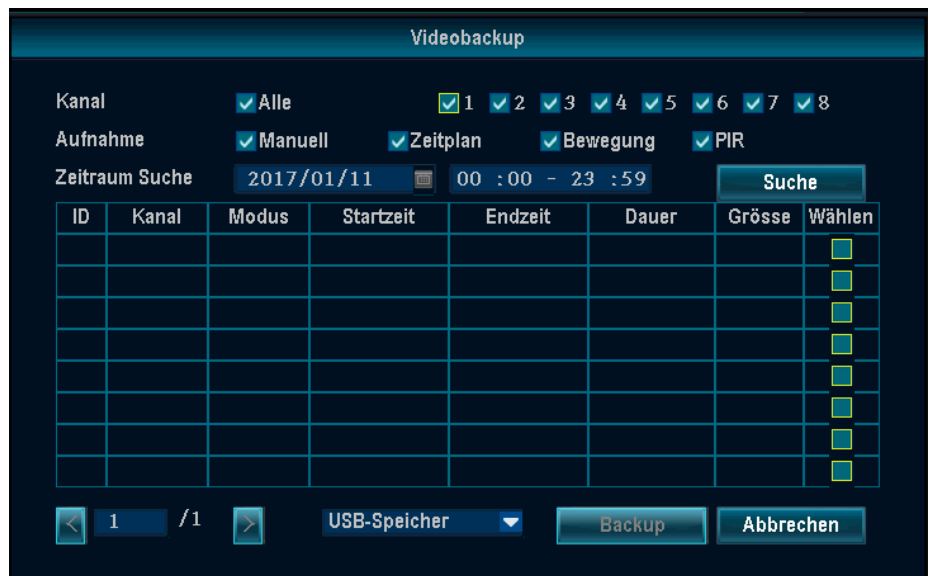 Videobackup
Kanal Alle 1 2 3 4 5 6 7 8
Aufnahme Manuell Zeitplan Bewegung PIR
Zeitraum Suche 2017/01/11 00 :00 - 23 :59 Suche
ID Kanal Modus Startzeit Endzeit Dauer Grösse Wählen
< 1 /1 > USB-Speicher Backup Abbrechen